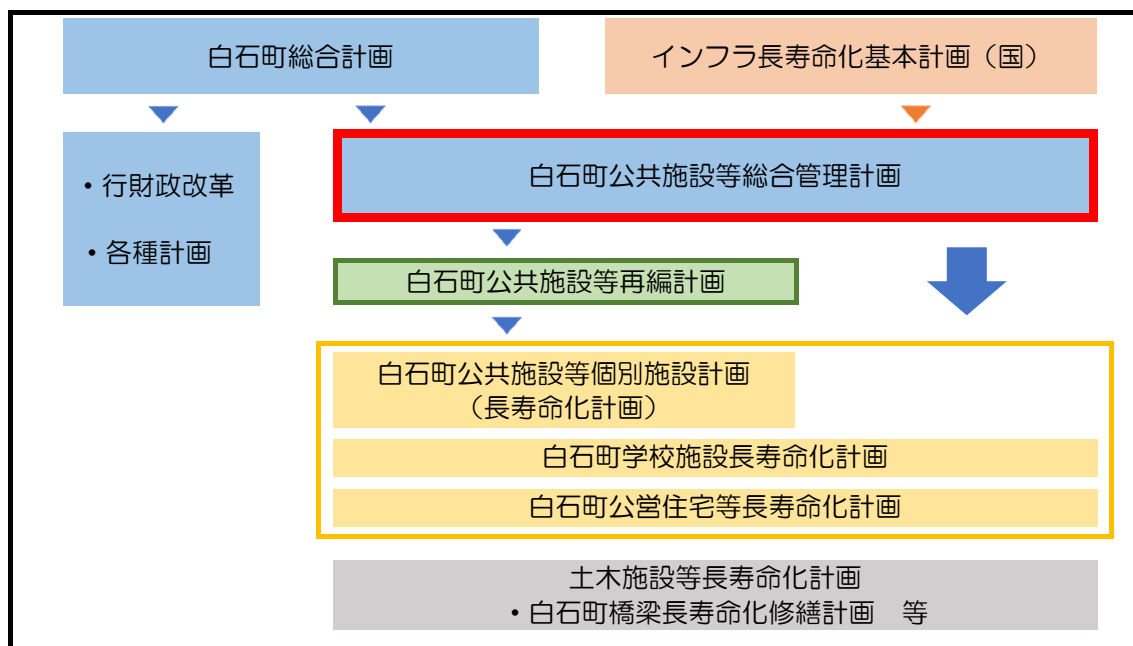 白石町総合計画
インフラ長寿命化基本計画（国）
・行財政改革
・各種計画
白石町公共施設等総合管理計画
白石町公共施設等再編計画
白石町公共施設等個別施設計画
（長寿命化計画）
白石町学校施設長寿命化計画
白石町公営住宅等長寿命化計画
土木施設等長寿命化計画
・白石町橋梁長寿命化修繕計画　等